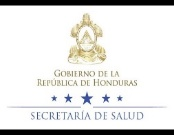 GOBIERNO DE LA
REPÚBLICA DE HONDURAS
SECRETARÍA DE SALUD